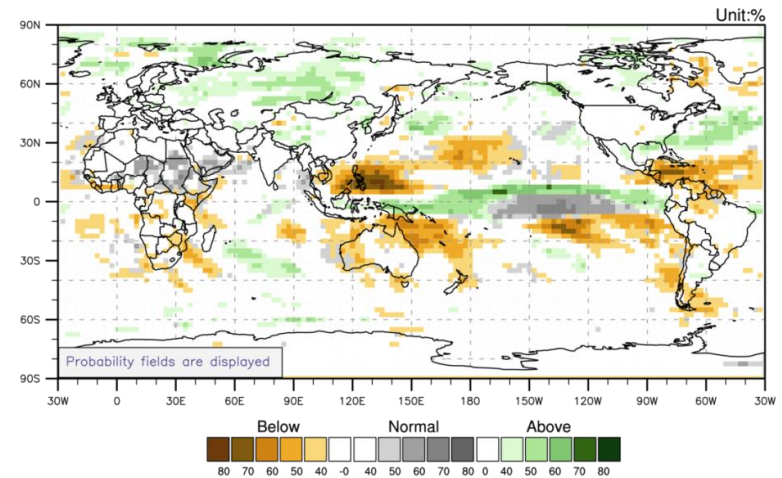 Unit:%
90N
60N
30N
0
30S
60S
90S
Probability fields are displayed
30W 0 30E 60E 90E 120E 150E 180 150W 120W 90W 60W 30W
Below Normal Above
80 70 60 50 40 -0 40 50 60 70 80 0 40 50 60 70 80